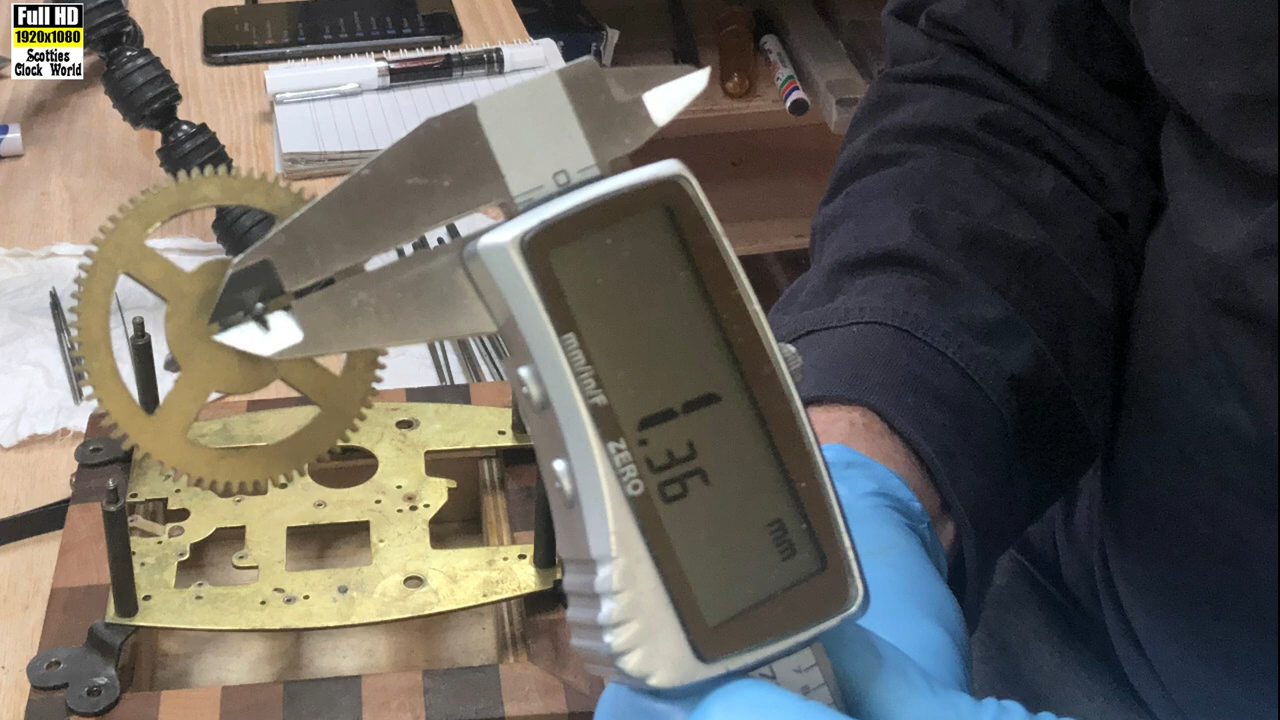 Full HD
1920x1080
Scotties
Clock World
0
mm/in/F
ZERO
1.36
mm